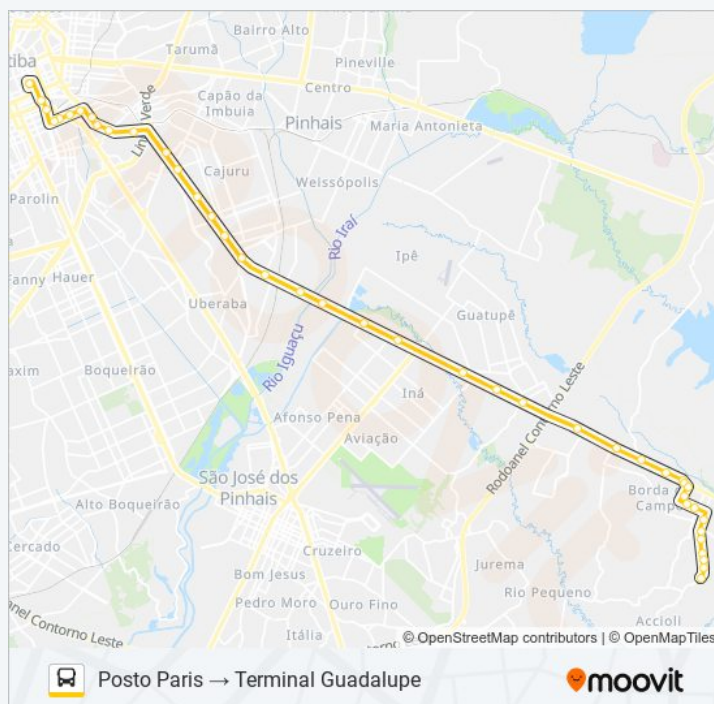 Tarumã
Bairro Alto
Pineville
tiba
Linha Verde
Capão da
Imbuia
Centro
Pinhais
Maria Antonieta
Cajuru
Weissópolis
Parolin
Rio Iraí
Ipê
Fanny
Hauer
Uberaba
Guatupê
Rio Iguaçu
axim
Boqueirão
Iná
Afonso Pena
Aviação
Rodoanel Contorno Leste
São José dos
Pinhais
Borda
Campo
Alto Boqueirão
Cercado
Cruzeiro
Jurema
Bom Jesus
Rio Pequeno
Pedro Moro
Ouro Fino
Accioli
anel Contorno Leste
Itália
© OpenStreetMap contributors | © OpenMapTiles
Posto Paris → Terminal Guadalupe
moovit